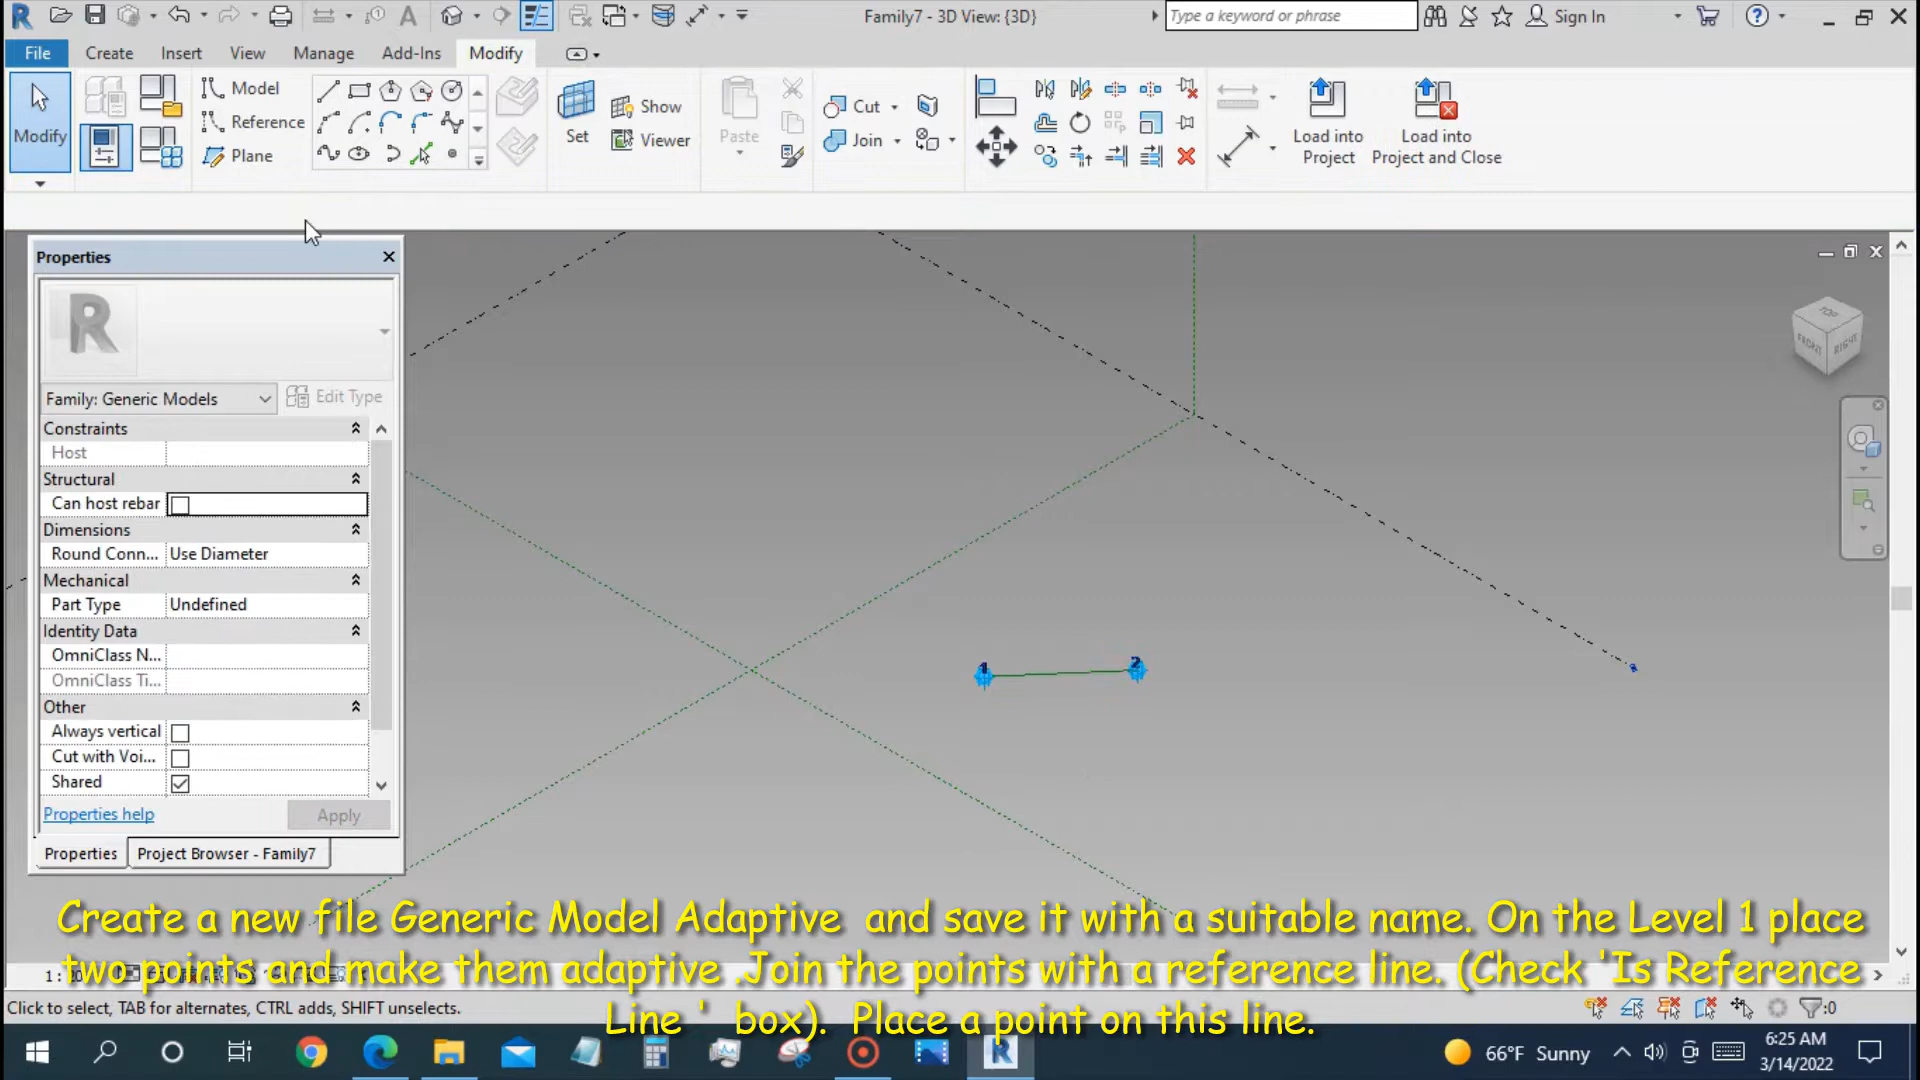 Family7 - 3D View: {3D}
Type a keyword or phrase
Sign In
File Create Insert View Manage Add-Ins Modify
Modify
Model
Reference
Plane
Set
Show
Viewer
Paste
Cut
Join
Load into
Project
Load into
Project and Close
Properties
R
Family: Generic Models
Edit Type
Constraints
Host
Structural
Can host rebar
Dimensions
Round Conn... Use Diameter
Mechanical
Part Type Undefined
Identity Data
OmniClass N...
OmniClass Ti...
Other
Always vertical
Cut with Voi...
Shared
Properties help
Apply
Properties
Project Browser - Family7
TOP
FRONT
RIGHT
1
2
Create a new file Generic Model Adaptive and save it with a suitable name. On the Level 1 place
two points and make them adaptive .Join the points with a reference line. (Check 'Is Reference
Line ' box). Place a point on this line.
Click to select, TAB for alternates, CTRL adds, SHIFT unselects.
:0
66°F Sunny
6:25 AM
3/14/2022